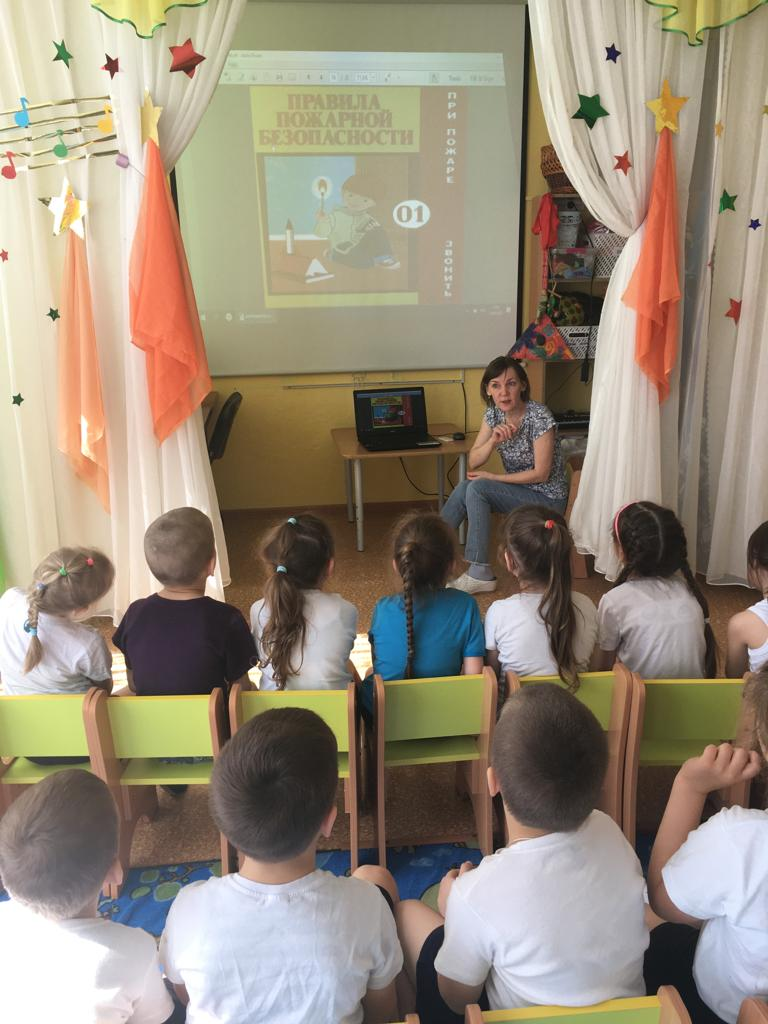 ПРАВИЛА
ПОЖАРНОЙ
БЕЗОПАСНОСТИ
01
ПРИ ПОЖАРЕ
ЗВОНИТЬ